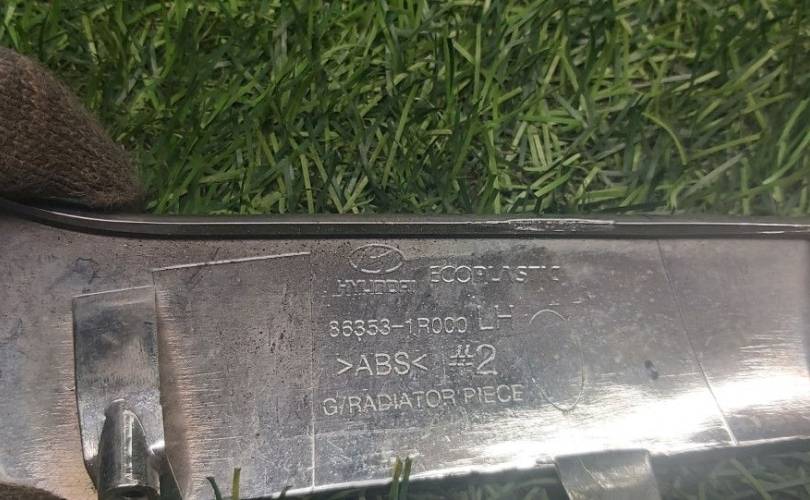 HYUNDAI ECOPLASTIC
86353-1R000 LH
>ABS< #2
G/RADIATOR PIECE